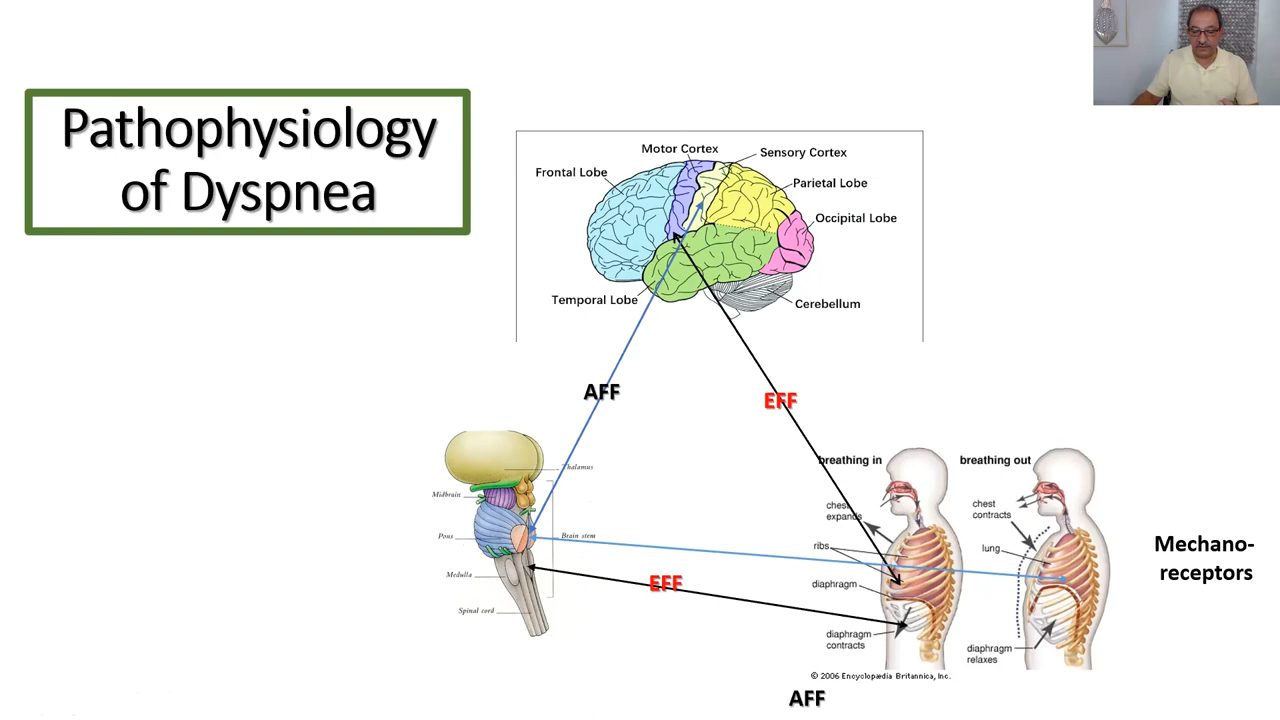 Pathophysiology
of Dyspnea
Motor Cortex
Sensory Cortex
Frontal Lobe
Parietal Lobe
Occipital Lobe
Temporal Lobe
Cerebellum
AFF
EFF
Thalamus
Midbrain
Pons
Brain stem
Medulla
Spinal cord
EFF
breathing in
breathing out
chest
expands
chest
contracts
ribs
lung
diaphragm
diaphragm
contracts
diaphragm
relaxes
Mechano-
receptors
© 2006 Encyclopædia Britannica, Inc.
AFF